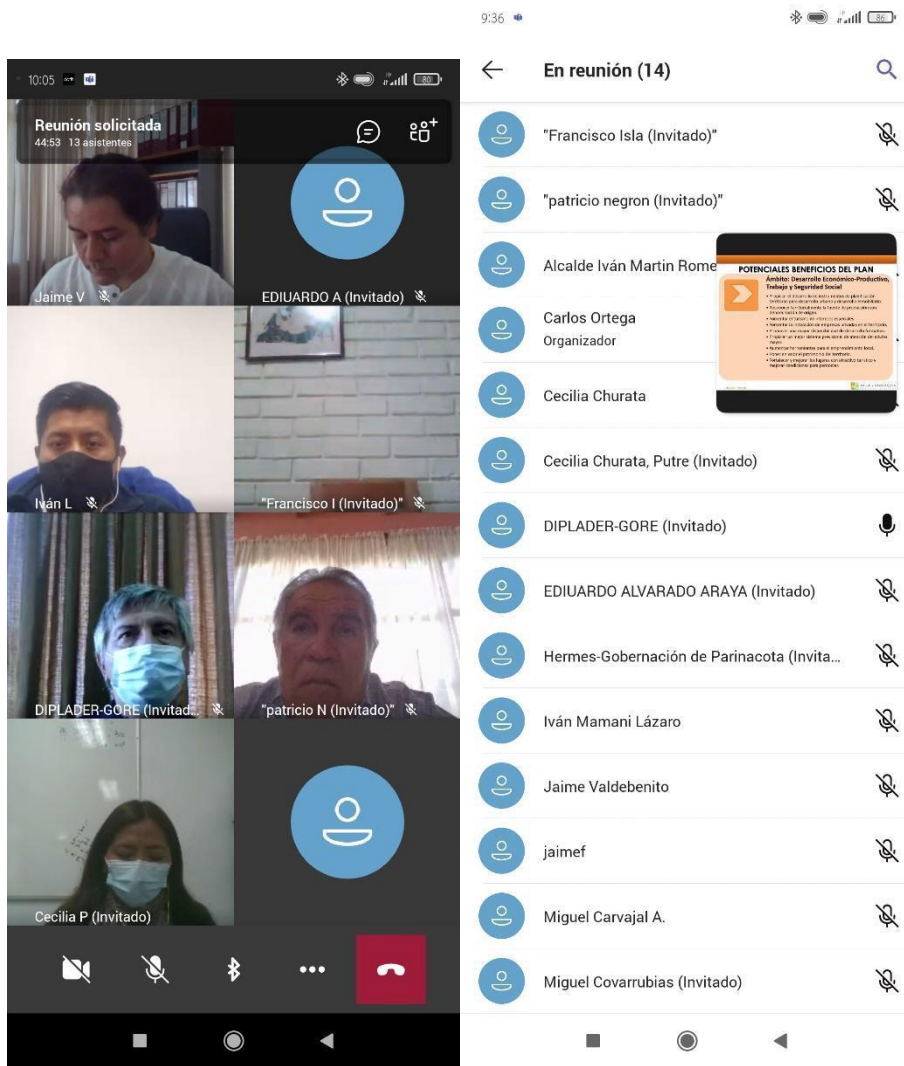 10:05
80
Reunión solicitada
44:53 13 asistentes
Jaime V
EDIUARDO A (Invitado)
Iván L
"Francisco I (Invitado)"
DIPLADER-GORE (Invitad...
"patricio N (Invitado)"
Cecilia P (Invitado)
9:36
86
En reunión (14)
"Francisco Isla (Invitado)"
"patricio negron (Invitado)"
Alcalde Iván Martin Rome
POTENCIALES BENEFICIOS DEL PLAN
Ámbito: Desarrollo Económico-Productivo,
Trabajo y Seguridad Social
Carlos Ortega
Organizador
Cecilia Churata
Cecilia Churata, Putre (Invitado)
DIPLADER-GORE (Invitado)
EDIUARDO ALVARADO ARAYA (Invitado)
Hermes-Gobernación de Parinacota (Invita...
Iván Mamani Lázaro
Jaime Valdebenito
jaimef
Miguel Carvajal A.
Miguel Covarrubias (Invitado)